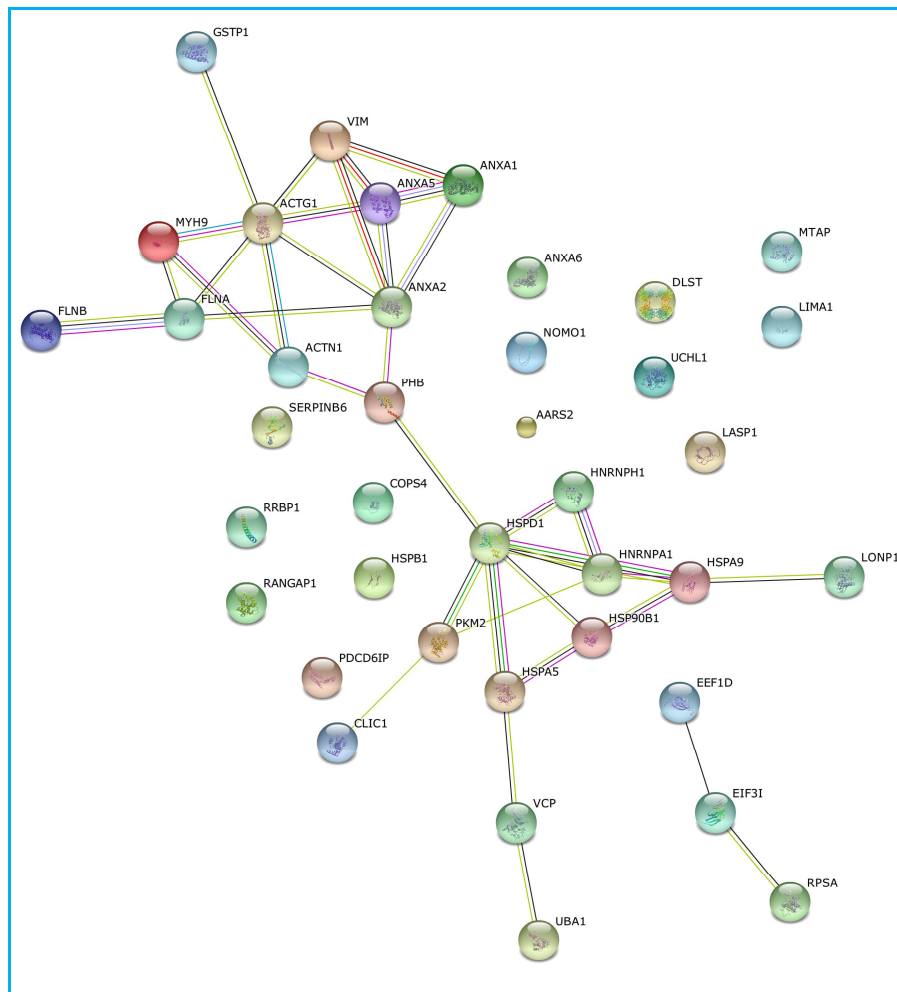 GSTP1
VIM
ANXA1
ANXA5
ACTG1
MYH9
MTAP
ANXA6
DLST
ANXA2
FLNA
FLNB
LIMA1
NOMO1
ACTN1
UCHL1
PHB
SERPINB6
AARS2
LASP1
HNRNPH1
COPS4
RRBP1
HSPD1
HNRNPA1
HSPA9
LONP1
HSPB1
RANGAP1
PKM2
HSP90B1
PDCD6IP
HSPA5
EEF1D
CLIC1
EIF3I
VCP
RPSA
UBA1